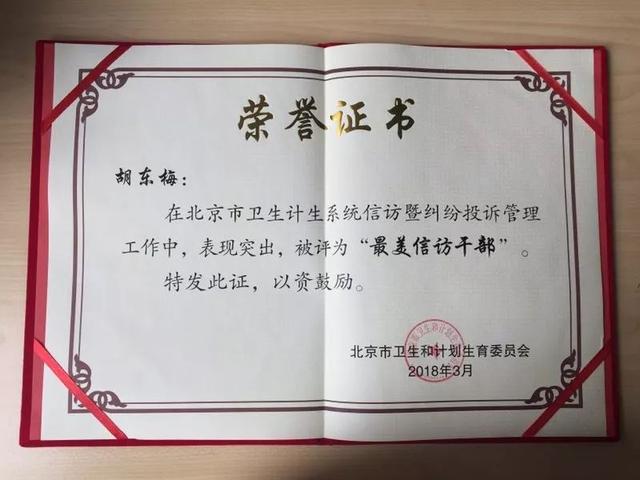 荣誉证书
胡东梅：
在北京市卫生计生系统信访暨纠纷投诉管理
工作中，表现突出，被评为“最美信访干部”。
特发此证，以资鼓励。
北京市卫生和计划生育委员会
2018年3月